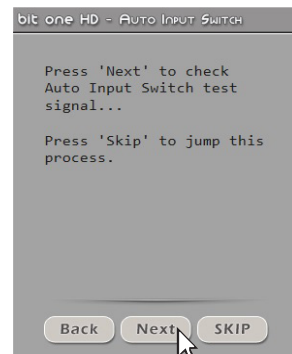 bit one HD - Auto Input Switch
Press 'Next' to check
Auto Input Switch test
signal...
Press 'Skip' to jump this
process.
Back Next SKIP